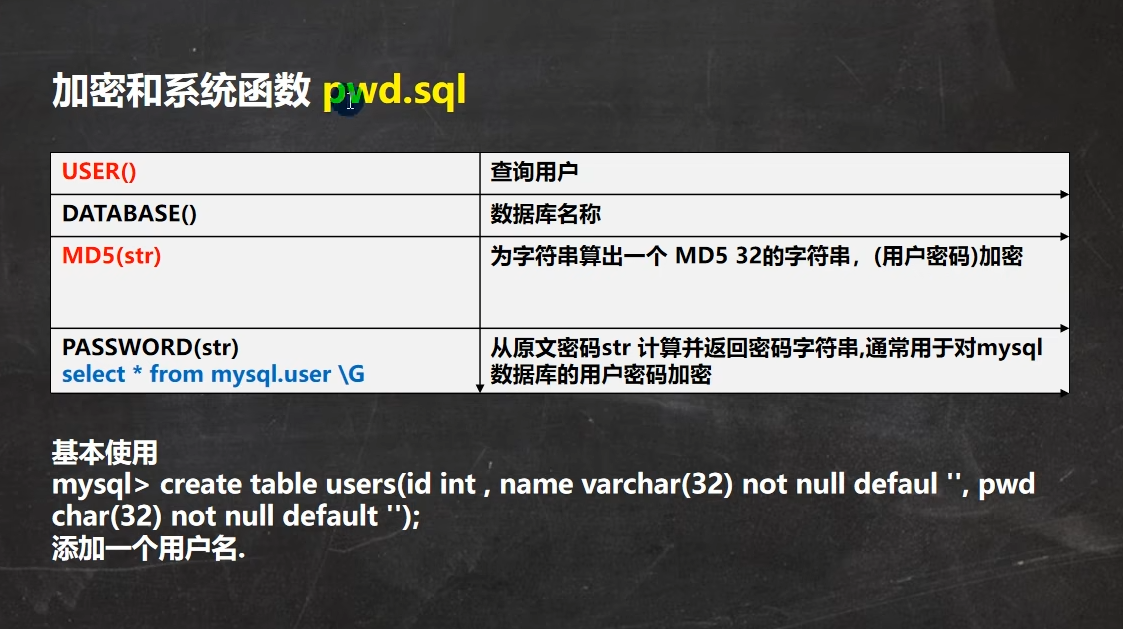 加密和系统函数 pwd.sql
USER()
查询用户
DATABASE()
数据库名称
MD5(str)
为字符串算出一个 MD5 32的字符串，(用户密码)加密
PASSWORD(str)
select * from mysql.user \G
从原文密码str 计算并返回密码字符串,通常用于对mysql
数据库的用户密码加密
基本使用
mysql> create table users(id int , name varchar(32) not null defaul '', pwd
char(32) not null default '');
添加一个用户名.